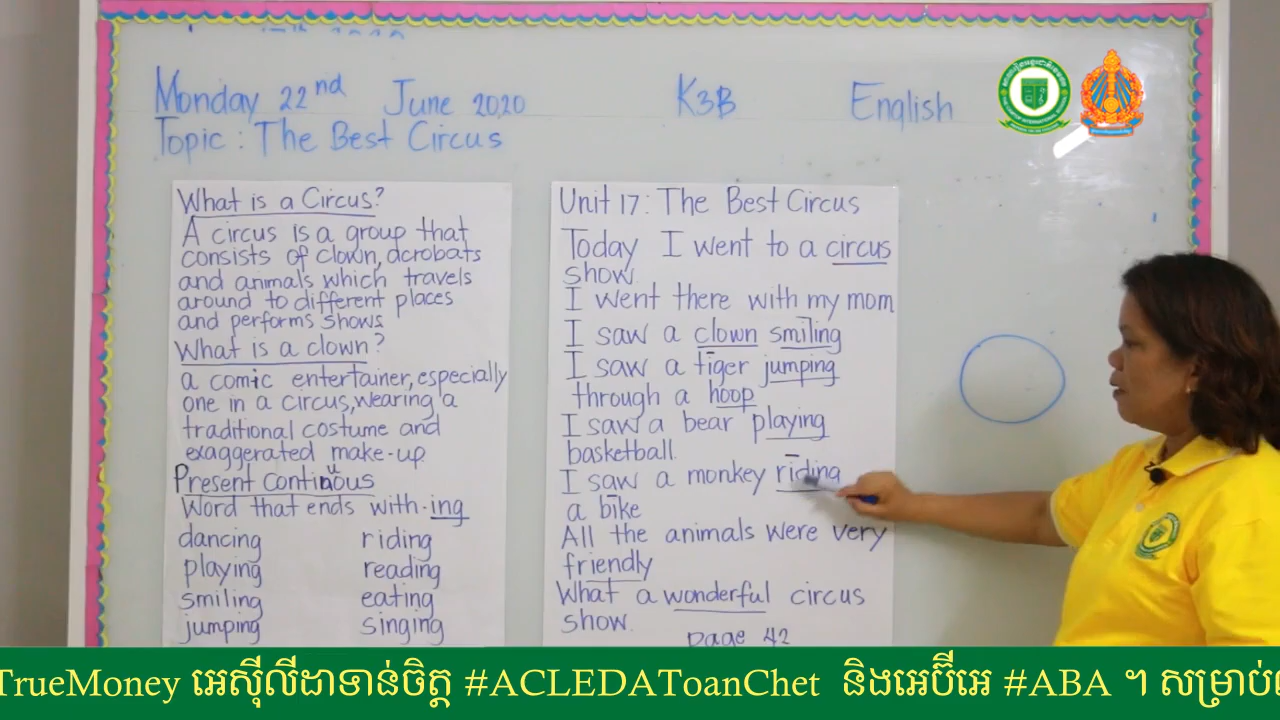 Monday 22nd June 2020 K3B English
Topic : The Best Circus
What is a Circus?
A circus is a group that
consists of clown, acrobats
and animals which travels
around to different places
and performs shows
What is a clown?
a comic entertainer, especially
one in a circus, wearing a
traditional costume and
exaggerated make-up
Present continuous
Word that ends with -ing
dancing riding
playing reading
smiling eating
jumping singing
Unit 17: The Best Circus
Today I went to a circus
show.
I went there with my mom
I saw a clown smīling
I saw a tīger jumping
through a hoop
I saw a bear playing
basketball.
I saw a monkey rīding
a bīke
All the animals were very
friendly
What a wonderful circus
show.
page 42
TrueMoney អេស៊ីលីដាទាន់ចិត្ត #ACLEDAToanChet និងអេប៊ីអេ #ABA ។ សម្រាប់